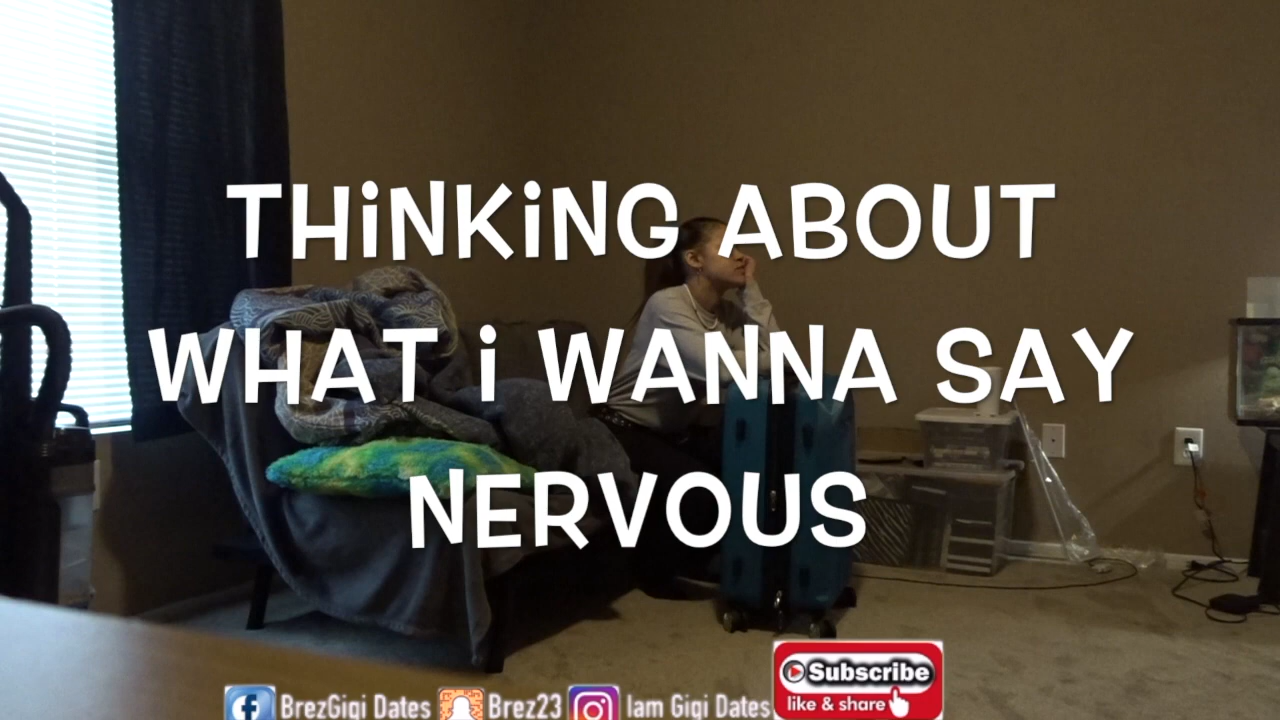 THiNKiNG ABOUT
WHAT i WANNA SAY
NERVOUS
BrezGigi Dates Brez23 Iam Gigi Dates
Subscribe
like & share